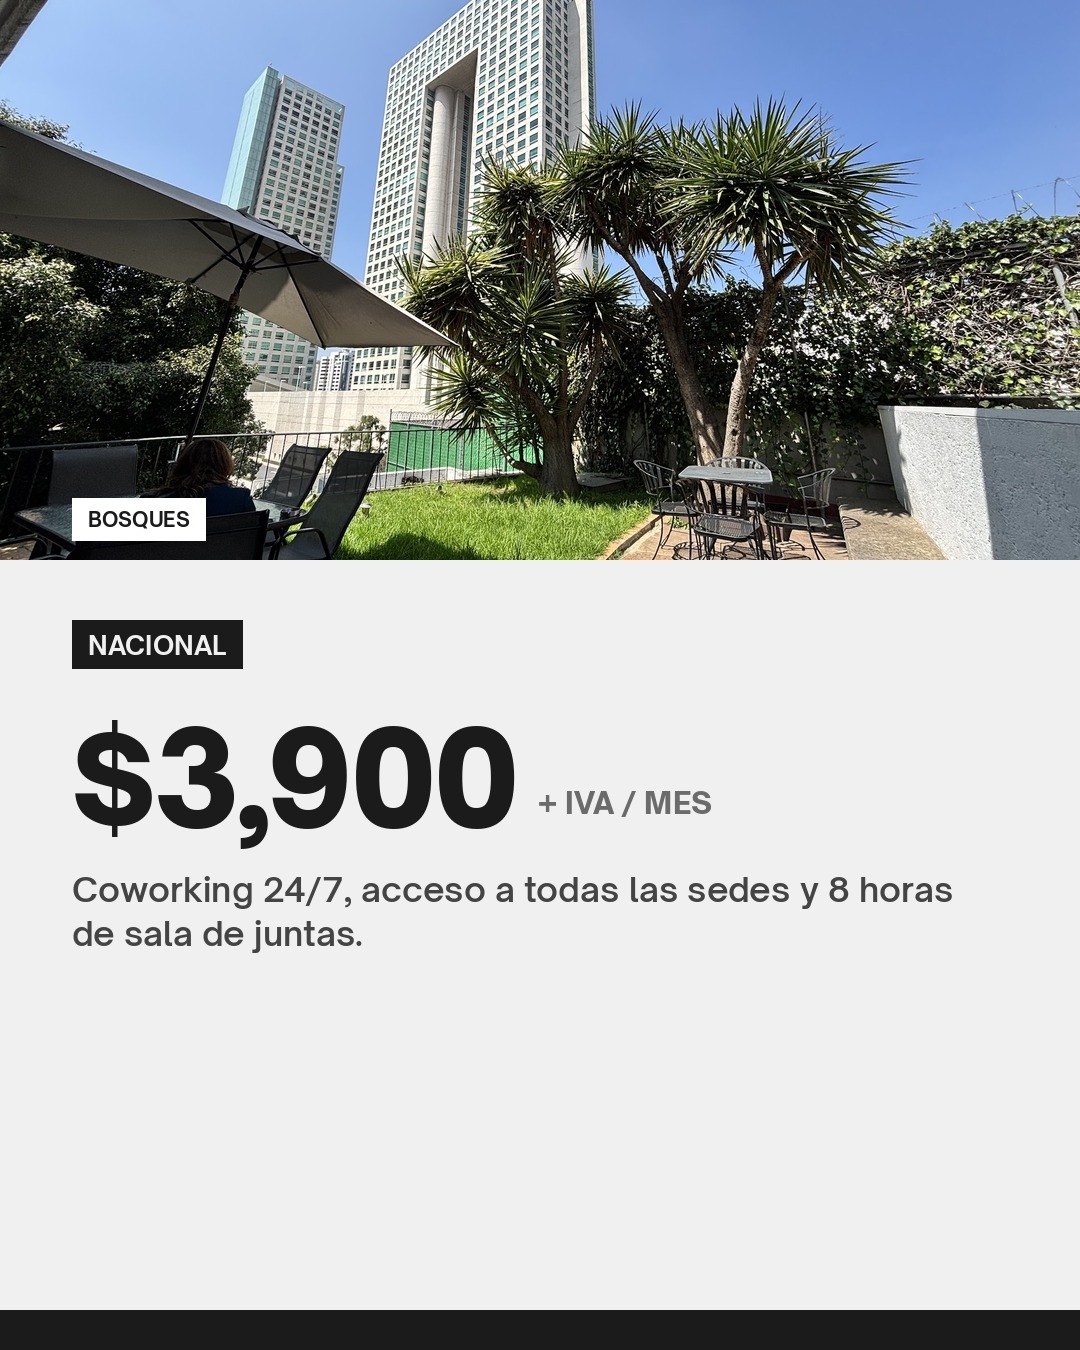 BOSQUES
NACIONAL
$3,900 + IVA / MES
Coworking 24/7, acceso a todas las sedes y 8 horas
de sala de juntas.